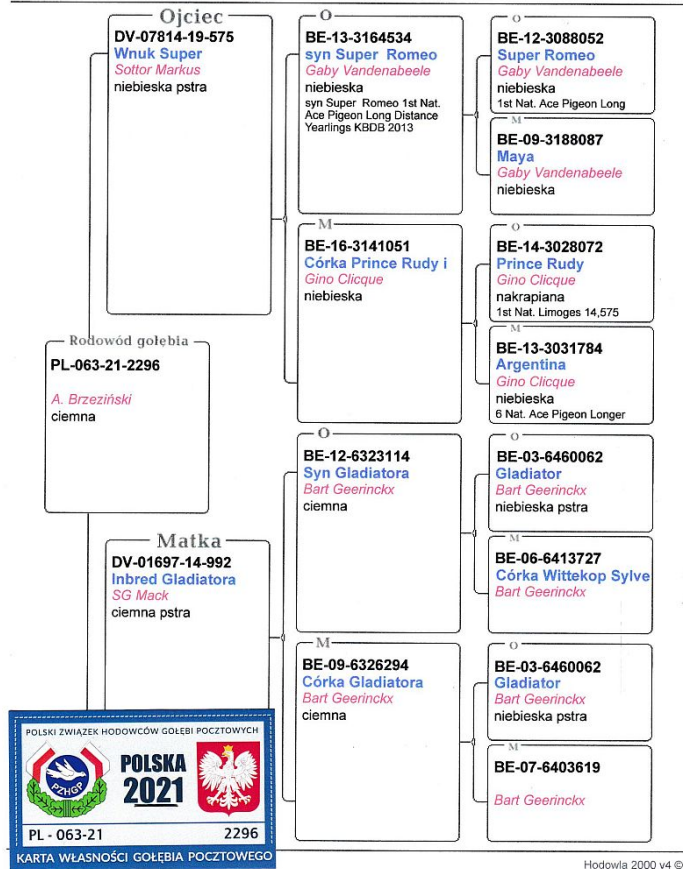 Ojciec
DV-07814-19-575
Wnuk Super
Sottor Markus
niebieska pstra
O
BE-13-3164534
syn Super Romeo
Gaby Vandenabeele
niebieska
syn Super Romeo 1st Nat.
Ace Pigeon Long Distance
Yearlings KBDB 2013
O
BE-12-3088052
Super Romeo
Gaby Vandenabeele
niebieska
1st Nat. Ace Pigeon Long
M
BE-09-3188087
Maya
Gaby Vandenabeele
niebieska
M
BE-16-3141051
Córka Prince Rudy i
Gino Clicque
niebieska
O
BE-14-3028072
Prince Rudy
Gino Clicque
nakrapiana
1st Nat. Limoges 14,575
M
BE-13-3031784
Argentina
Gino Clicque
niebieska
6 Nat. Ace Pigeon Longer
Rodowód gołębia
PL-063-21-2296
A. Brzeziński
ciemna
Matka
DV-01697-14-992
Inbred Gladiatora
SG Mack
ciemna pstra
O
BE-12-6323114
Syn Gladiatora
Bart Geerinckx
ciemna
O
BE-03-6460062
Gladiator
Bart Geerinckx
niebieska pstra
M
BE-06-6413727
Córka Wittekop Sylve
Bart Geerinckx
M
BE-09-6326294
Córka Gladiatora
Bart Geerinckx
ciemna
O
BE-03-6460062
Gladiator
Bart Geerinckx
niebieska pstra
M
BE-07-6403619
Bart Geerinckx
POLSKI ZWIĄZEK HODOWCÓW GOŁĘBI POCZTOWYCH
PZHGP
POLSKA
2021
PL - 063-21 2296
KARTA WŁASNOŚCI GOŁĘBIA POCZTOWEGO
Hodowla 2000 v4 ©